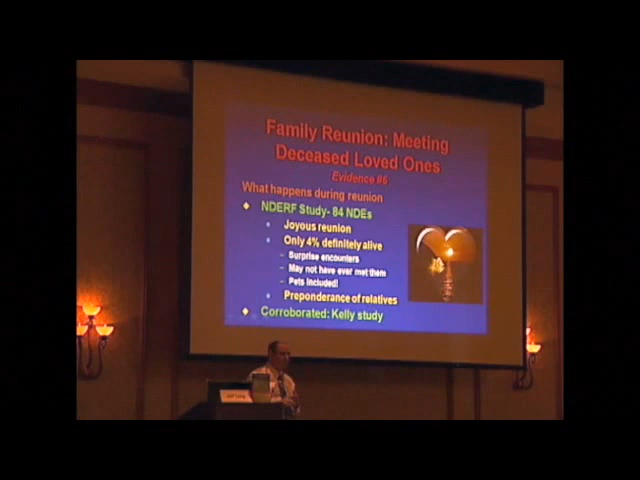 Family Reunion: Meeting
Deceased Loved Ones
Evidence #6
What happens during reunion
NDERF Study- 84 NDEs
Joyous reunion
Only 4% definitely alive
– Surprise encounters
– May not have ever met them
– Pets included!
Preponderance of relatives
Corroborated: Kelly study
Jeff Long